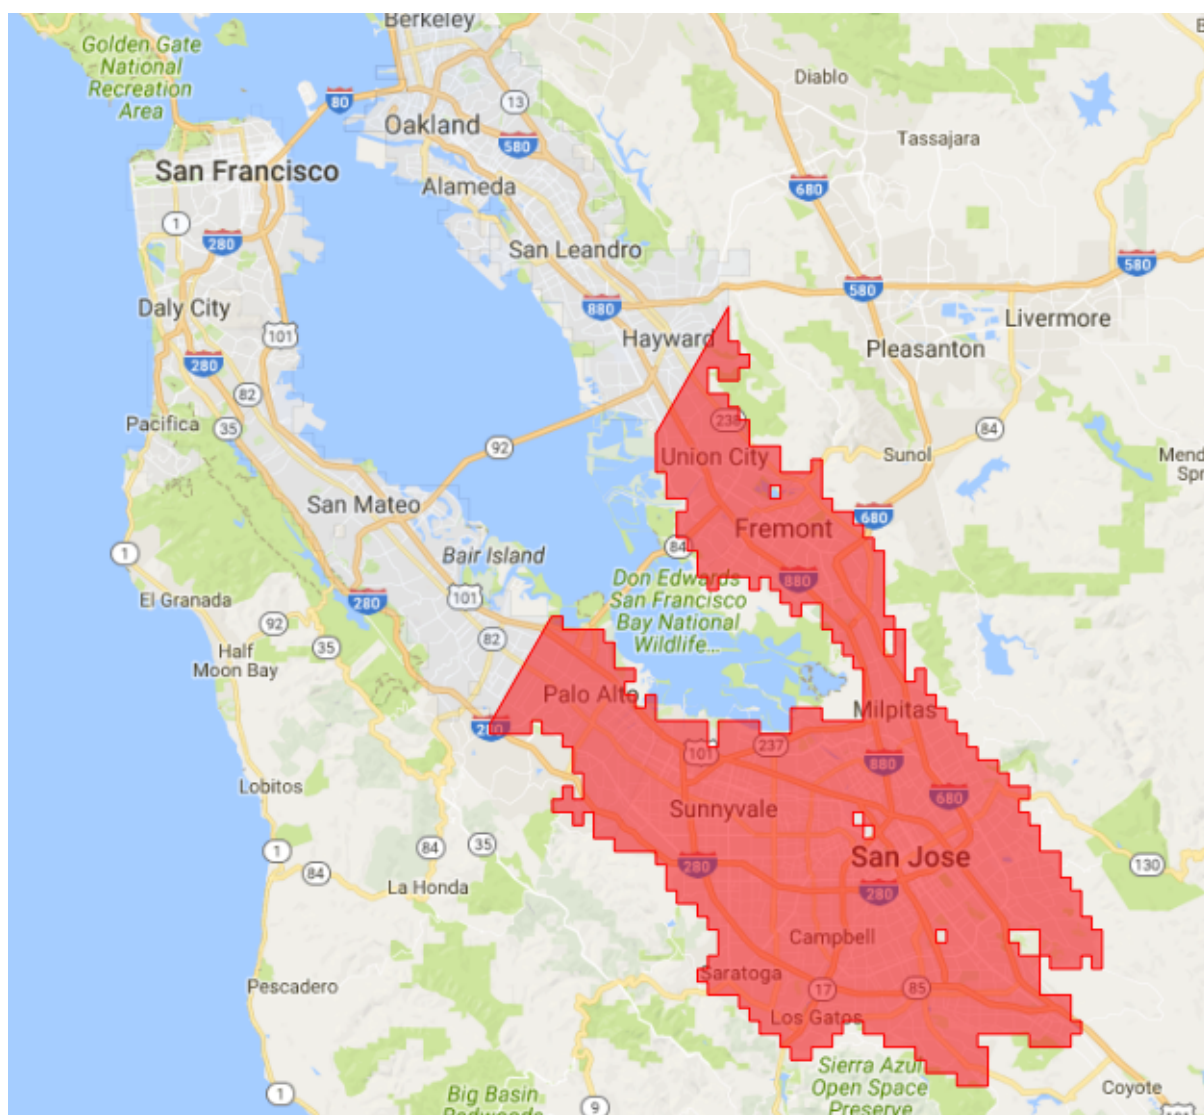 Berkeley
Golden Gate
National
Recreation
Area
80
13
Diablo
Oakland
580
Tassajara
San Francisco
Alameda
680
1
280
San Leandro
580
Daly City
880
580
Livermore
101
Hayward
Pleasanton
280
82
Pacifica
35
238
84
92
Union City
Sunol
Mend
Spr
San Mateo
Fremont
680
Bair Island
84
1
Don Edwards
San Francisco
Bay National
Wildlife...
880
El Granada
280
101
92
82
35
Half
Moon Bay
Palo Alto
Milpitas
280
101
237
880
Lobitos
Sunnyvale
680
1
84
84
35
280
San Jose
130
La Honda
280
Campbell
Saratoga
Pescadero
17
85
Los Gatos
Sierra Azul
Open Space
Preserve
Coyote
1
Big Basin
Redwoods
9